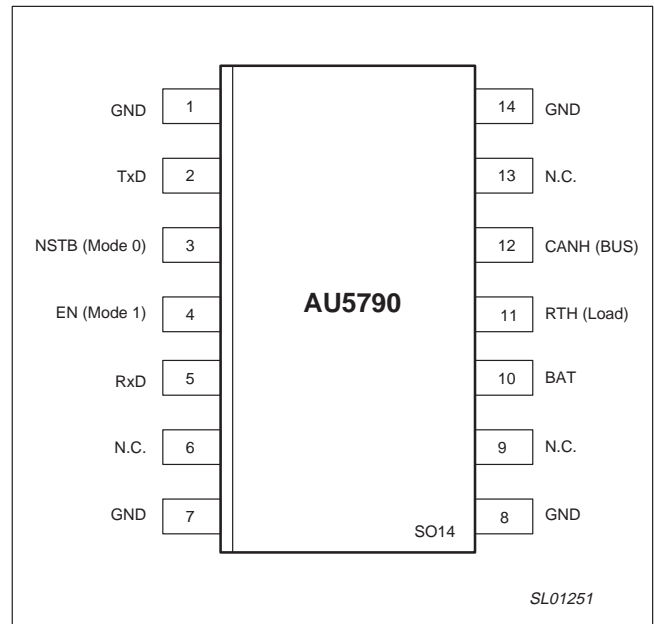 GND 1 14 GND
TxD 2 13 N.C.
NSTB (Mode 0) 3 12 CANH (BUS)
EN (Mode 1) 4 AU5790 11 RTH (Load)
RxD 5 10 BAT
N.C. 6 9 N.C.
GND 7 8 GND
SO14
SL01251